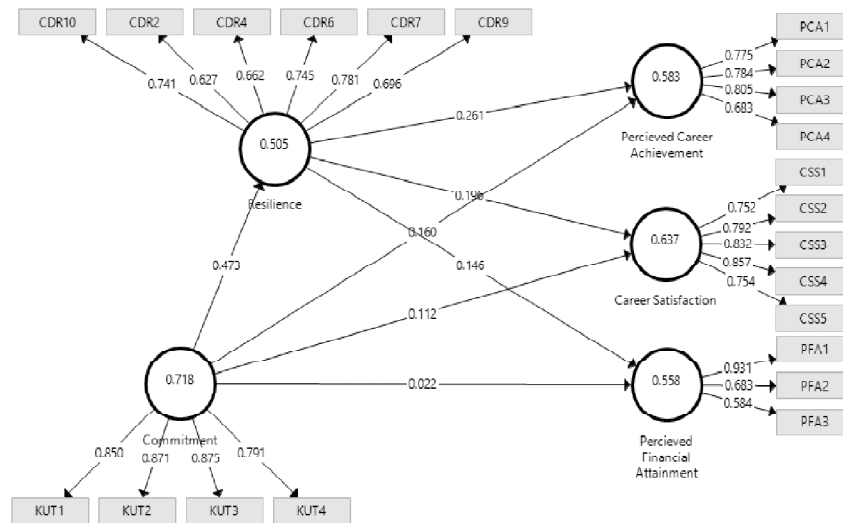 CDR10
CDR2
CDR4
CDR6
CDR7
CDR9
0.741
0.627
0.662
0.745
0.781
0.696
0.505
Resilience
0.261
0.196
0.160
0.146
0.473
0.112
0.022
0.583
Percieved Career
Achievement
0.775
0.784
0.805
0.683
PCA1
PCA2
PCA3
PCA4
0.637
Career Satisfaction
0.752
0.792
0.832
0.857
0.754
CSS1
CSS2
CSS3
CSS4
CSS5
0.558
Percieved
Financial
Attainment
0.931
0.683
0.584
PFA1
PFA2
PFA3
0.718
Commitment
0.850
0.871
0.875
0.791
KUT1
KUT2
KUT3
KUT4